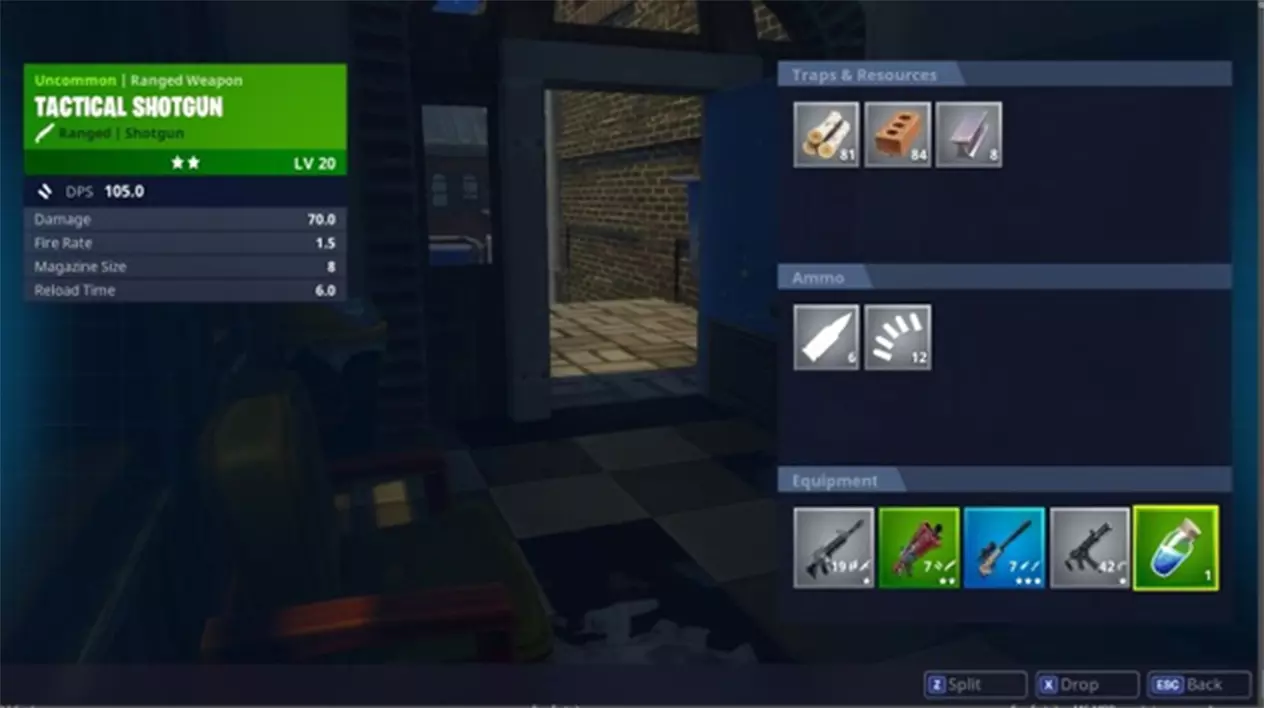 Uncommon | Ranged Weapon
TACTICAL SHOTGUN
Ranged | Shotgun
LV 20
DPS 105.0
Damage 70.0
Fire Rate 1.5
Magazine Size 8
Reload Time 6.0
Traps & Resources
81 84 8
Ammo
6 12
Equipment
19 7 7 42 1
Z Split X Drop ESC Back